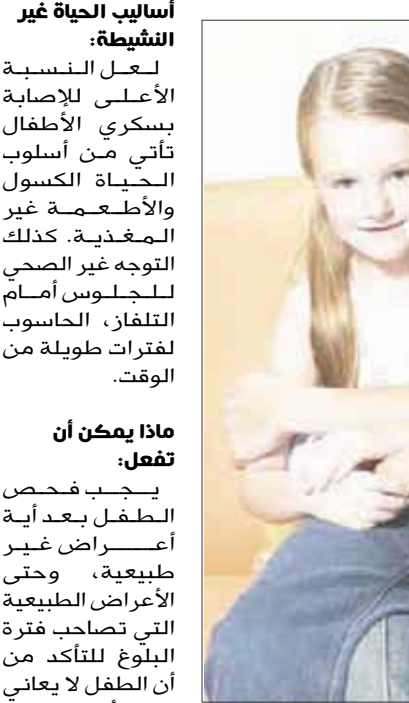 أساليب الحياة غير
النشيطة:
لعل النسبة
الأعلى للإصابة
بسكري الأطفال
تأتي من أسلوب
الحياة الكسول
والأطعمة غير
المغذية. كذلك
التوجه غير الصحي
للجلوس أمام
التلفاز، الحاسوب
لفترات طويلة من
الوقت.
ماذا يمكن أن
تفعل:
يجب فحص
الطفل بعد أية
أعراض غير
طبيعية، وحتى
الأعراض الطبيعية
التي تصاحب فترة
البلوغ للتأكد من
أن الطفل لا يعاني